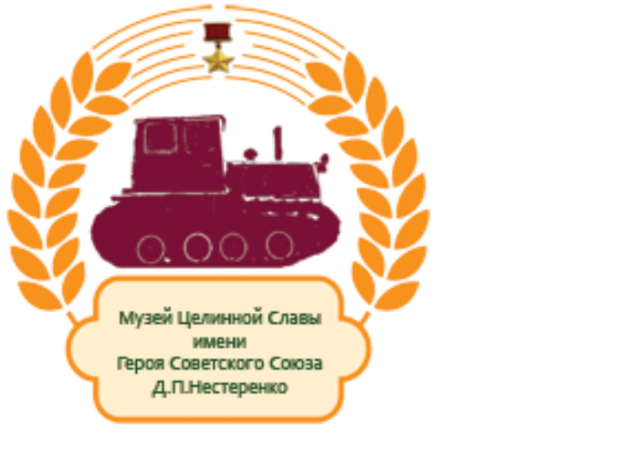 Музей Целинной Славы
имени
Героя Советского Союза
Д.П.Нестеренко